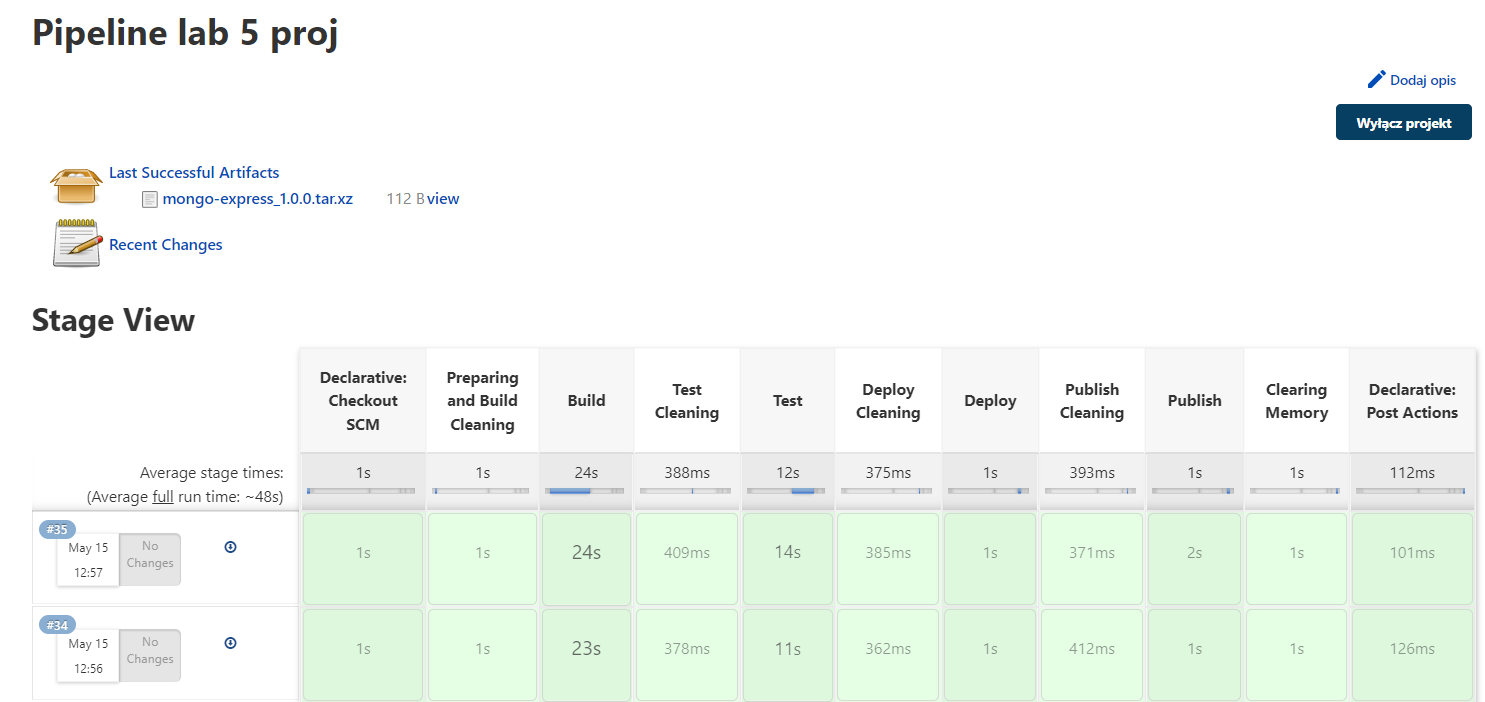 Pipeline lab 5 proj
Dodaj opis
Wyłącz projekt
Last Successful Artifacts
mongo-express_1.0.0.tar.xz 112 B view
Recent Changes
Stage View
Declarative: Checkout SCM
Preparing and Build Cleaning
Build
Test Cleaning
Test
Deploy Cleaning
Deploy
Publish Cleaning
Publish
Clearing Memory
Declarative: Post Actions
Average stage times:
(Average full run time: ~48s)
1s 1s 24s 388ms 12s 375ms 1s 393ms 1s 1s 112ms
#35
May 15
12:57
No Changes
1s 1s 24s 409ms 14s 385ms 1s 371ms 2s 1s 101ms
#34
May 15
12:56
No Changes
1s 1s 23s 378ms 11s 362ms 1s 412ms 1s 1s 126ms